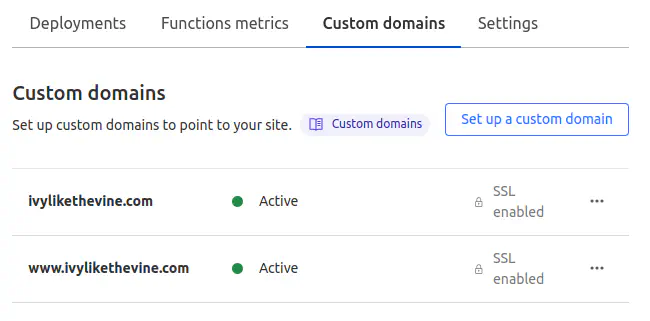 Deployments Functions metrics Custom domains Settings
Custom domains
Set up custom domains to point to your site. Custom domains Set up a custom domain
ivylikethevine.com Active SSL enabled
www.ivylikethevine.com Active SSL enabled